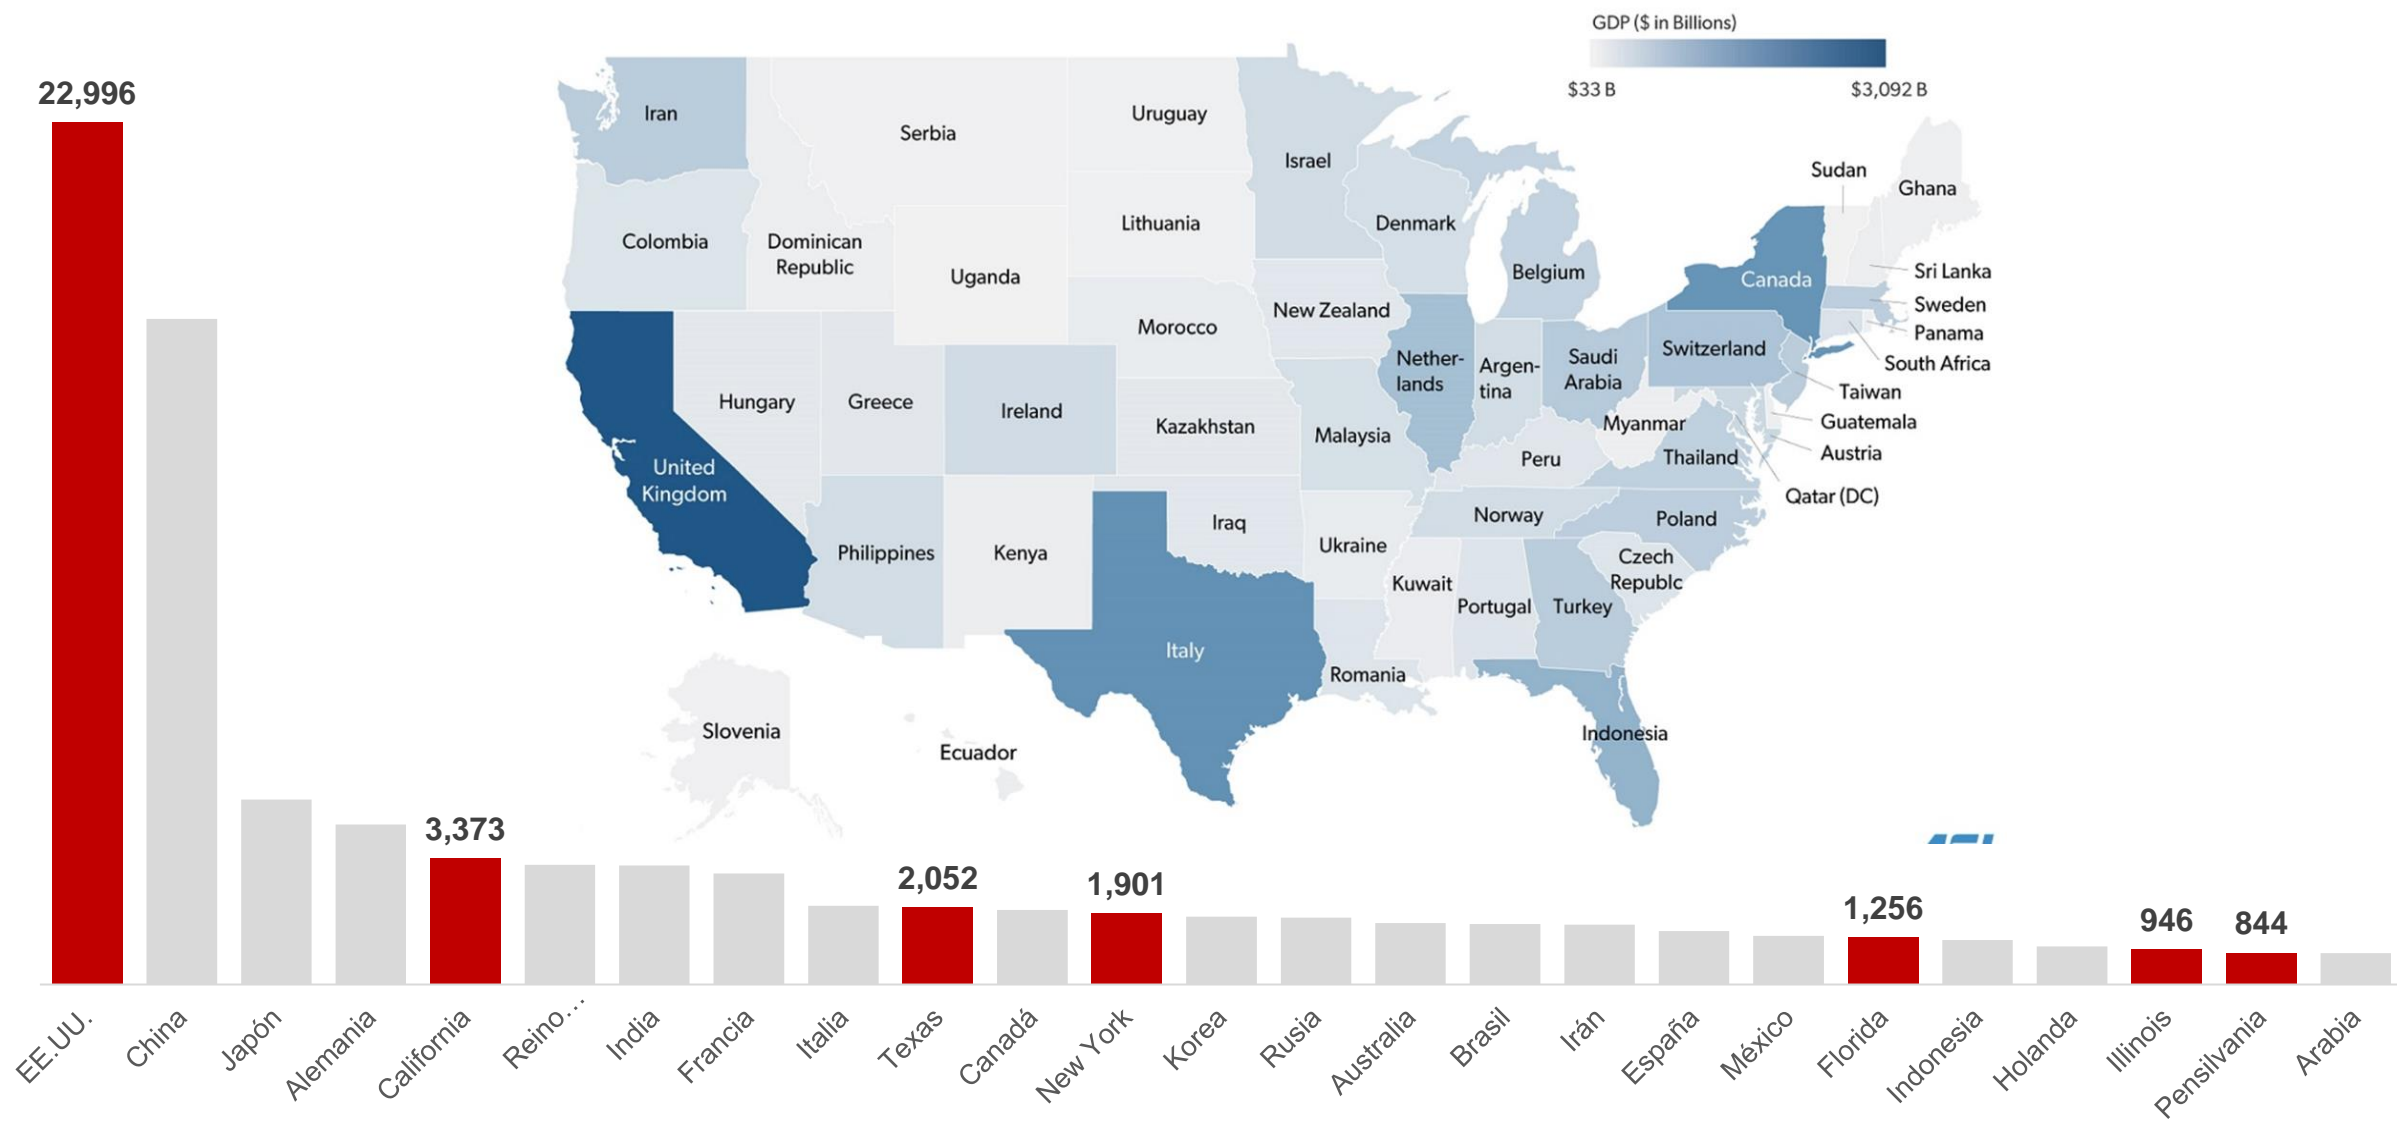 GDP ($ in Billions)
$33 B
$3,092 B
22,996
Iran
Serbia
Uruguay
Israel
Sudan
Ghana
Colombia
Dominican
Republic
Lithuania
Denmark
Uganda
Belgium
Canada
Sri Lanka
Sweden
Panama
South Africa
New Zealand
Morocco
Nether-
lands
Argen-
tina
Saudi
Arabia
Switzerland
Taiwan
Guatemala
Austria
Qatar (DC)
Hungary
Greece
Ireland
Kazakhstan
Malaysia
Myanmar
Peru
Thailand
United
Kingdom
Norway
Poland
Philippines
Kenya
Iraq
Ukraine
Kuwait
Portugal
Turkey
Czech
Republc
Italy
Romania
Slovenia
Ecuador
Indonesia
3,373
2,052
1,901
1,256
946
844
EE.UU.
China
Japón
Alemania
California
Reino...
India
Francia
Italia
Texas
Canadá
New York
Korea
Rusia
Australia
Brasil
Irán
España
México
Florida
Indonesia
Holanda
Illinois
Pensilvania
Arabia